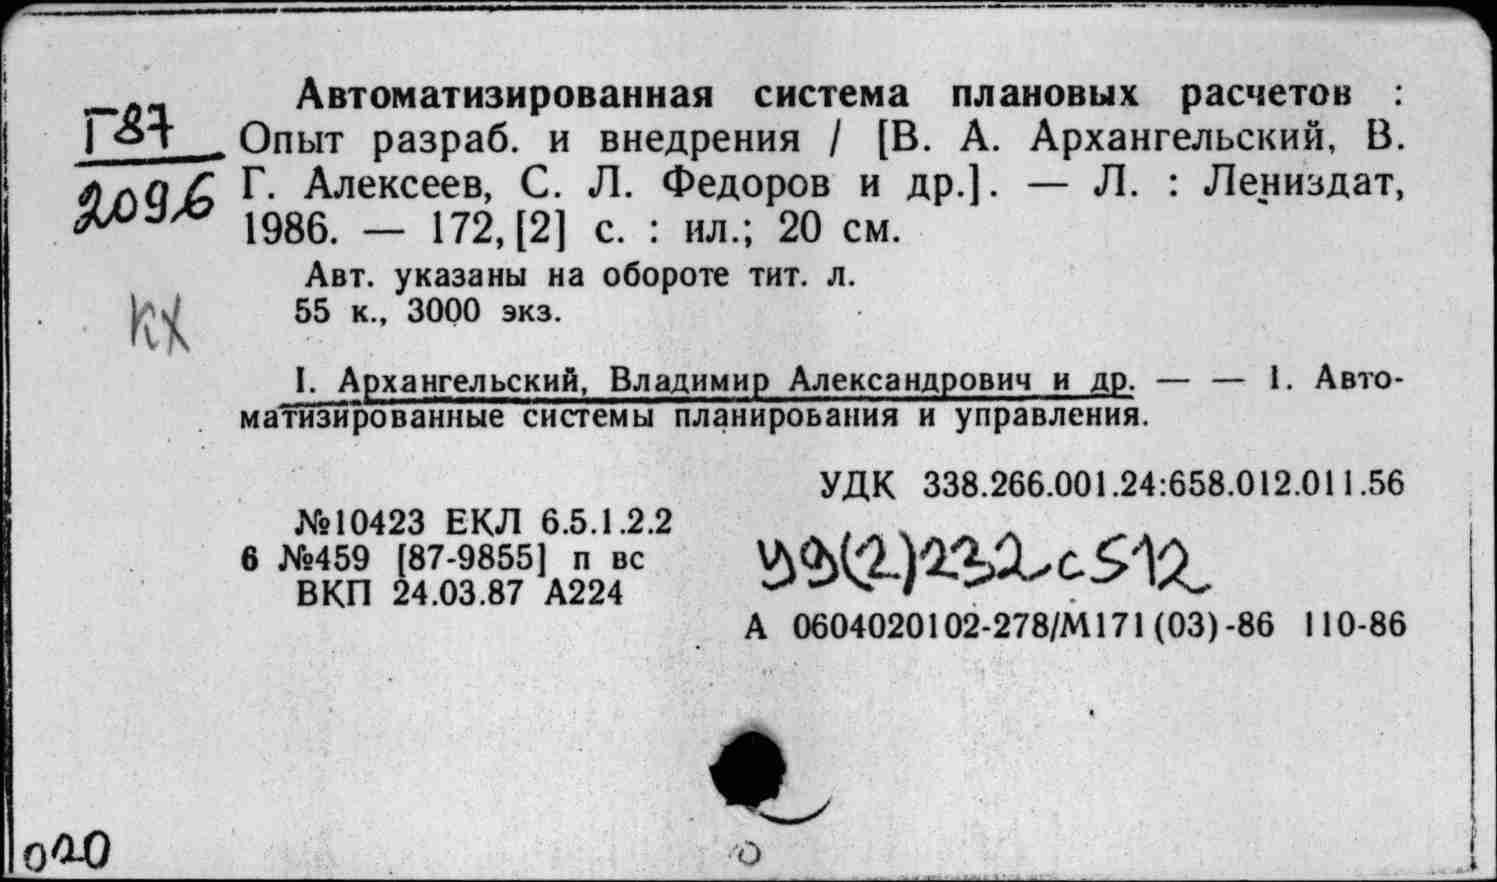 Автоматизированная система плановых расчетов :
Г87
Опыт разраб. и внедрения / [В. А. Архангельский, В.
2096
Г. Алексеев, С. Л. Федоров и др.]. — Л. : Лениздат,
1986. — 172, [2] с. : ил.; 20 см.
Авт. указаны на обороте тит. л.
55 к., 3000 экз.
КХ
I. Архангельский, Владимир Александрович и др. — — 1. Авто-
матизированные системы планирования и управления.
УДК 338.266.001.24:658.012.011.56
№10423 ЕКЛ 6.5.1.2.2
6 №459 [87-9855] п вс
ВКП 24.03.87 А224
У9(2)232с512
А 0604020102-278/М171(03)-86 110-86